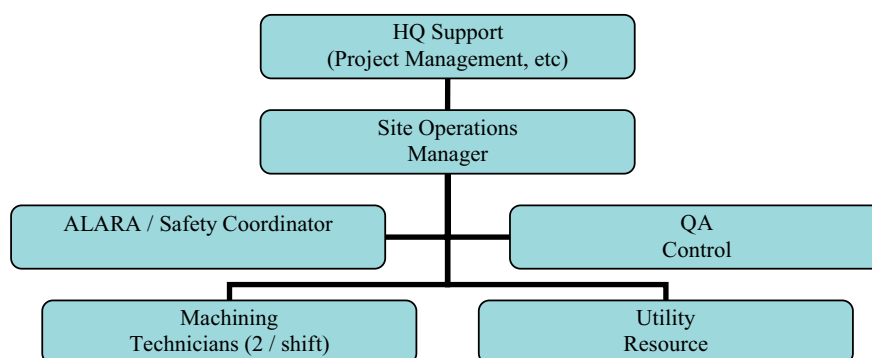 HQ Support
(Project Management, etc)
Site Operations
Manager
ALARA / Safety Coordinator
QA
Control
Machining
Technicians (2 / shift)
Utility
Resource